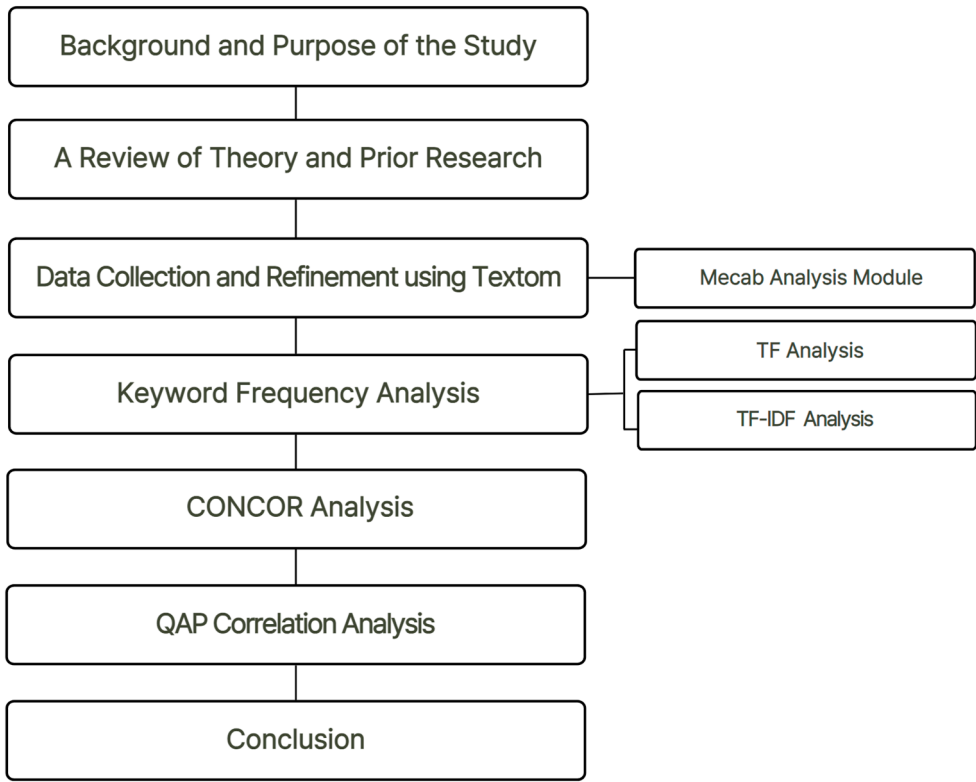 Background and Purpose of the Study
A Review of Theory and Prior Research
Data Collection and Refinement using Textom
Mecab Analysis Module
Keyword Frequency Analysis
TF Analysis
TF-IDF Analysis
CONCOR Analysis
QAP Correlation Analysis
Conclusion